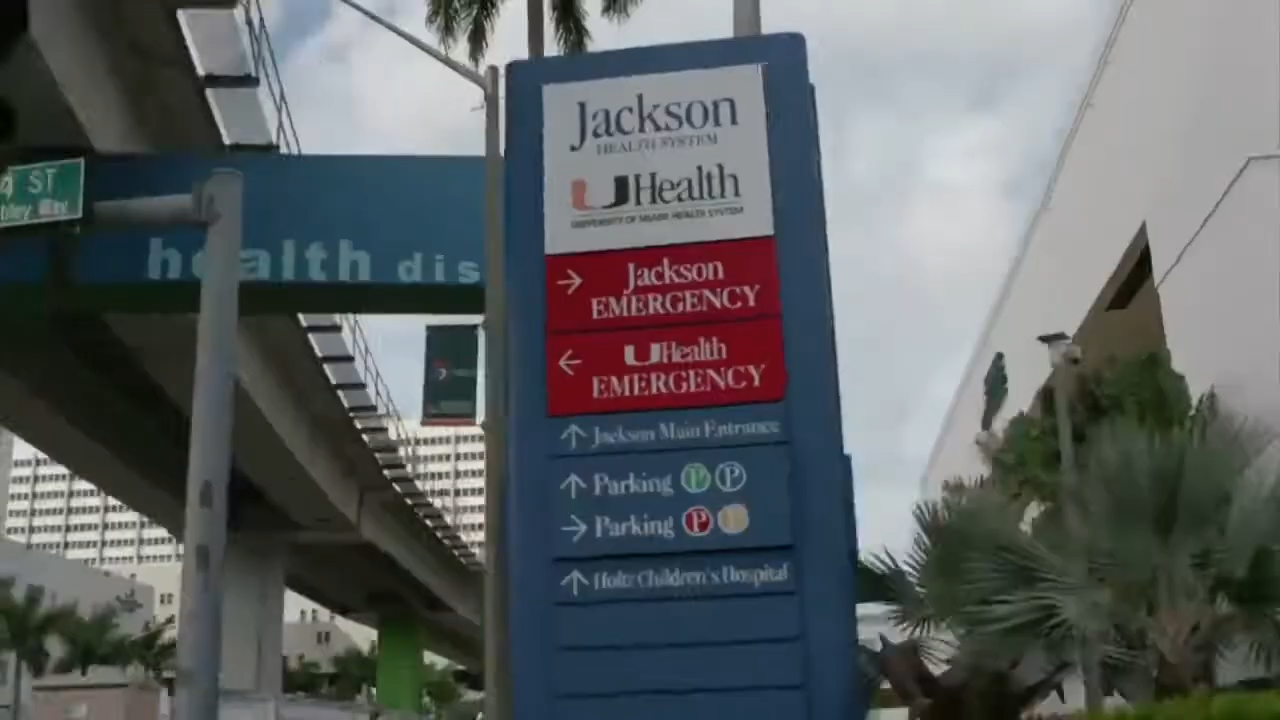 ST
health dis
Jackson
HEALTH SYSTEM
UHealth
UNIVERSITY OF MIAMI HEALTH SYSTEM
→ Jackson
EMERGENCY
← UHealth
EMERGENCY
↑ Jackson Main Entrance
↑ Parking P P
→ Parking P
↑ Holtz Children's Hospital